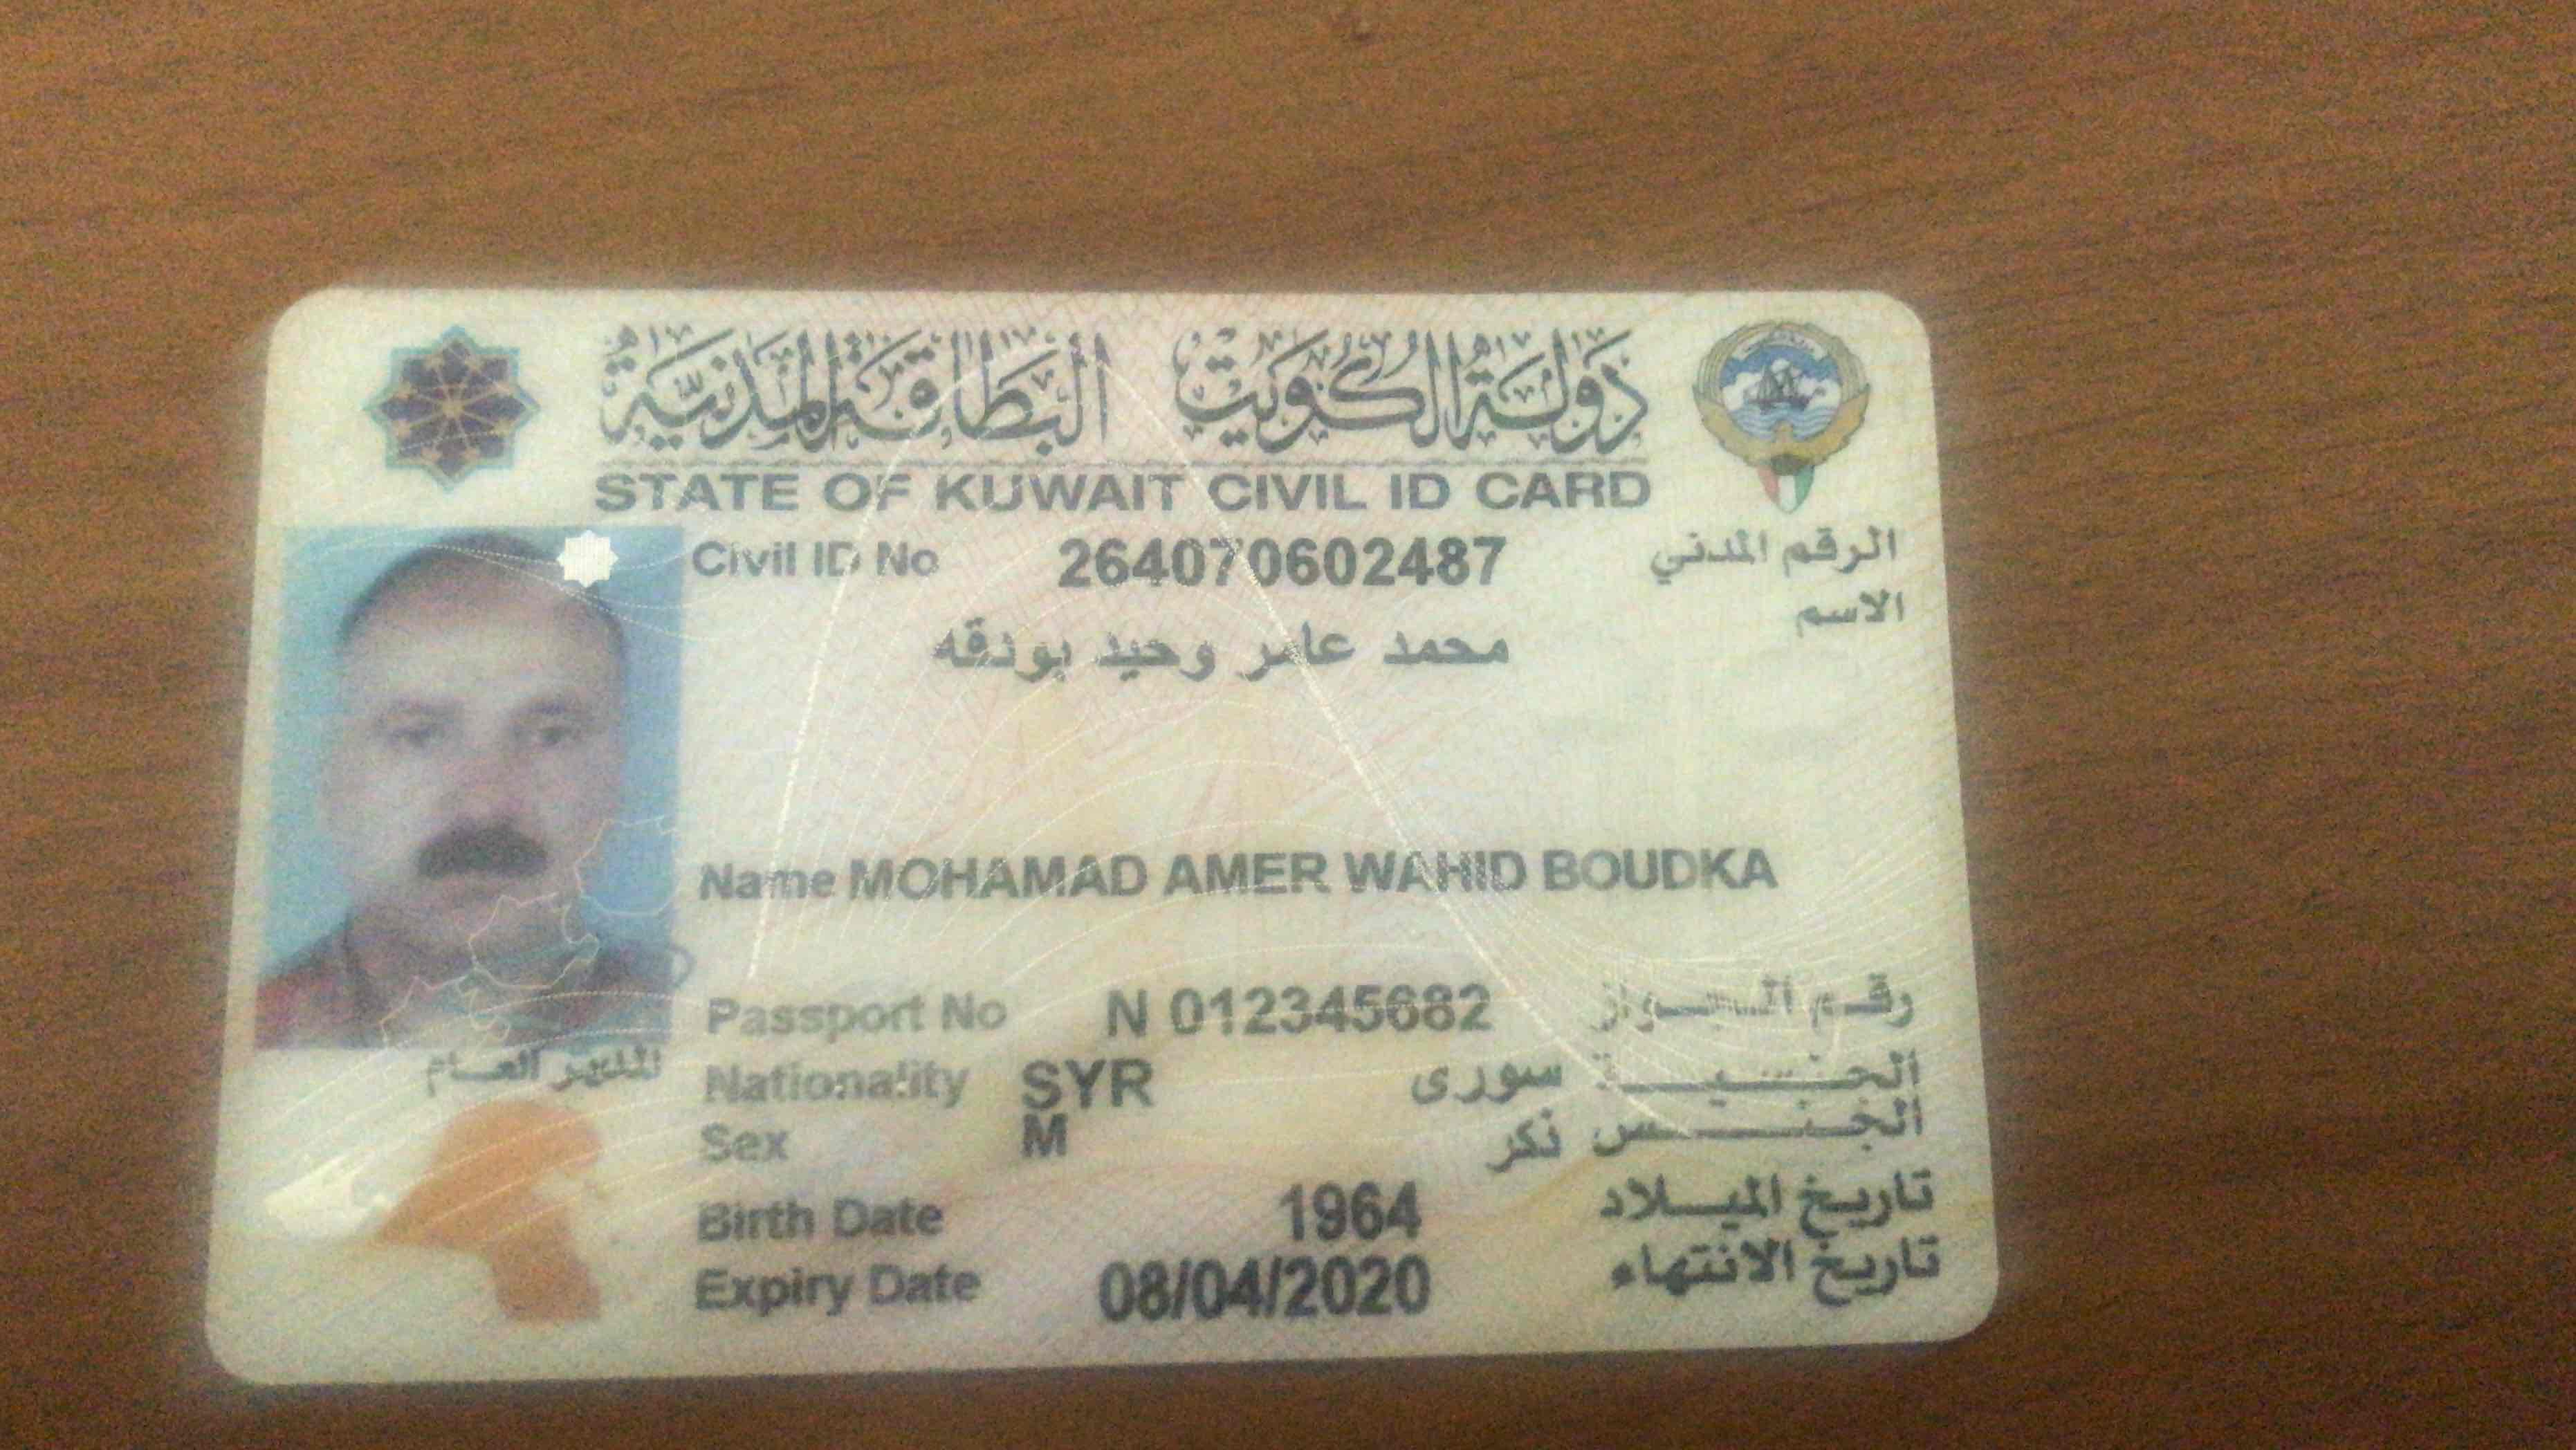 دولة الكويت البطاقة المدنية
STATE OF KUWAIT CIVIL ID CARD
Civil ID No 264070602487 الرقم المدني
الاسم
محمد عامر وحيد بودقه
Name MOHAMAD AMER WAHID BOUDKA
Passport No N 012345682 رقم الجواز
المدير العام
Nationality SYR سورى الجنسية
Sex M ذكر الجنس
Birth Date 1964 تاريخ الميلاد
Expiry Date 08/04/2020 تاريخ الانتهاء